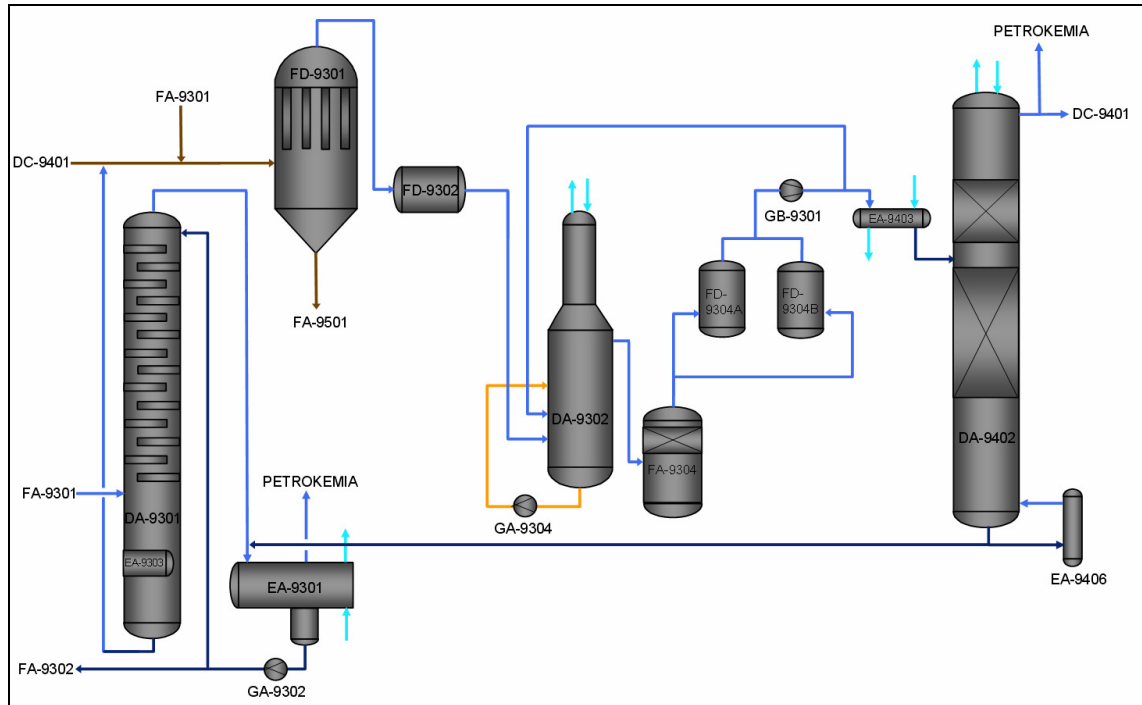 PETROKEMIA
FD-9301
FA-9301
DC-9401
DC-9401
FD-9302
GB-9301
EA-9403
FA-9501
FD-
9304A
FD-
9304B
DA-9302
DA-9402
FA-9304
FA-9301
PETROKEMIA
DA-9301
GA-9304
EA-9303
EA-9301
EA-9406
FA-9302
GA-9302